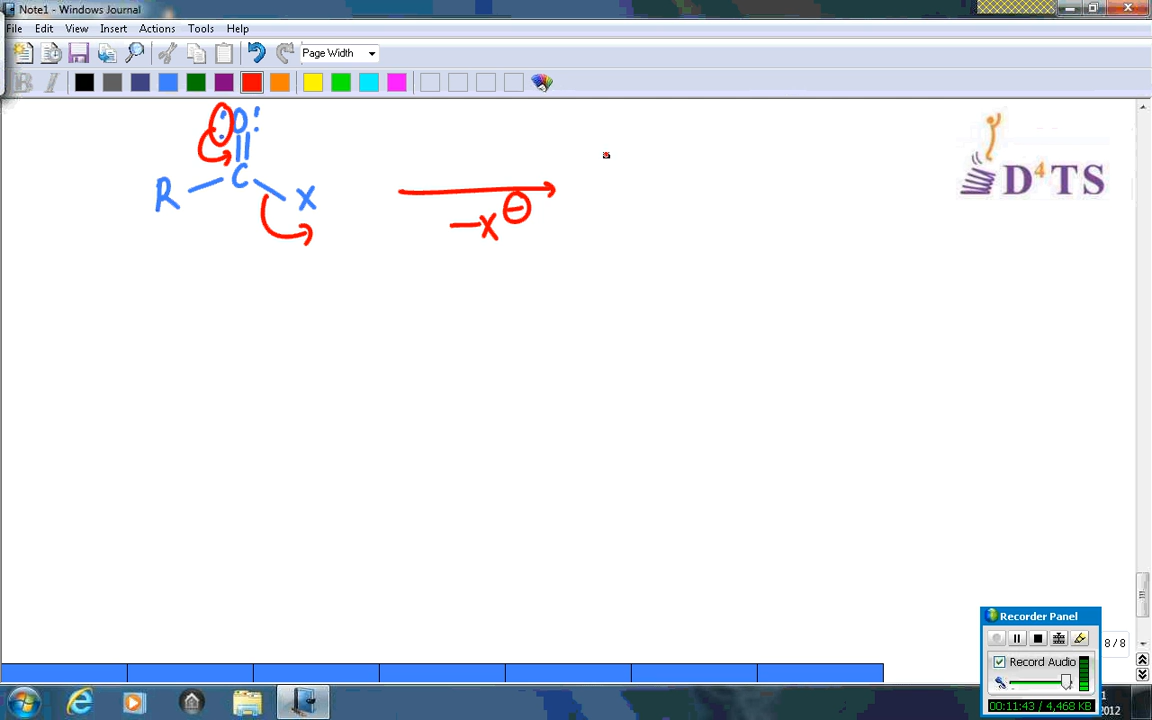 Note1 - Windows Journal
File Edit View Insert Actions Tools Help
Page Width
B I
:O:
R C X
-X ⊖
D4TS
Recorder Panel
8 / 8
Record Audio
00:11:43 / 4,468 KB
2012